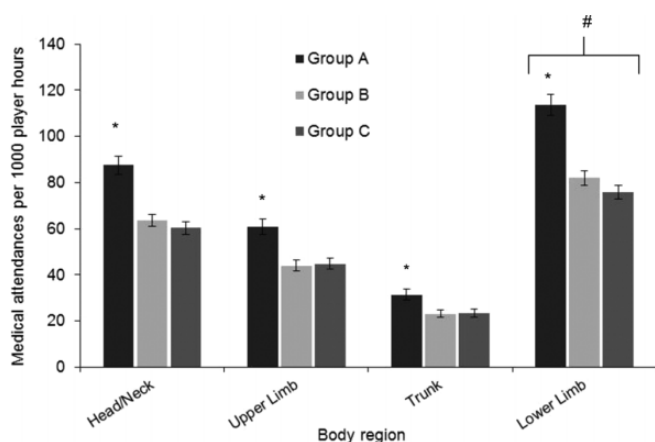 #
140
120
100
80
60
40
20
0
Medical attendances per 1000 player hours
Group A
Group B
Group C
*
*
*
*
Head/Neck
Upper Limb
Trunk
Lower Limb
Body region